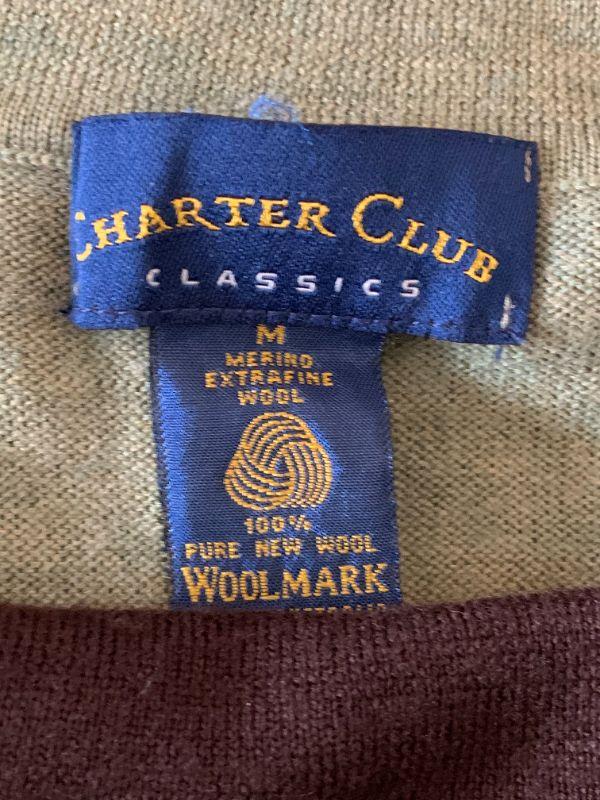 CHARTER CLUB
CLASSICS
M
MERINO
EXTRAFINE
WOOL
100%
PURE NEW WOOL
WOOLMARK